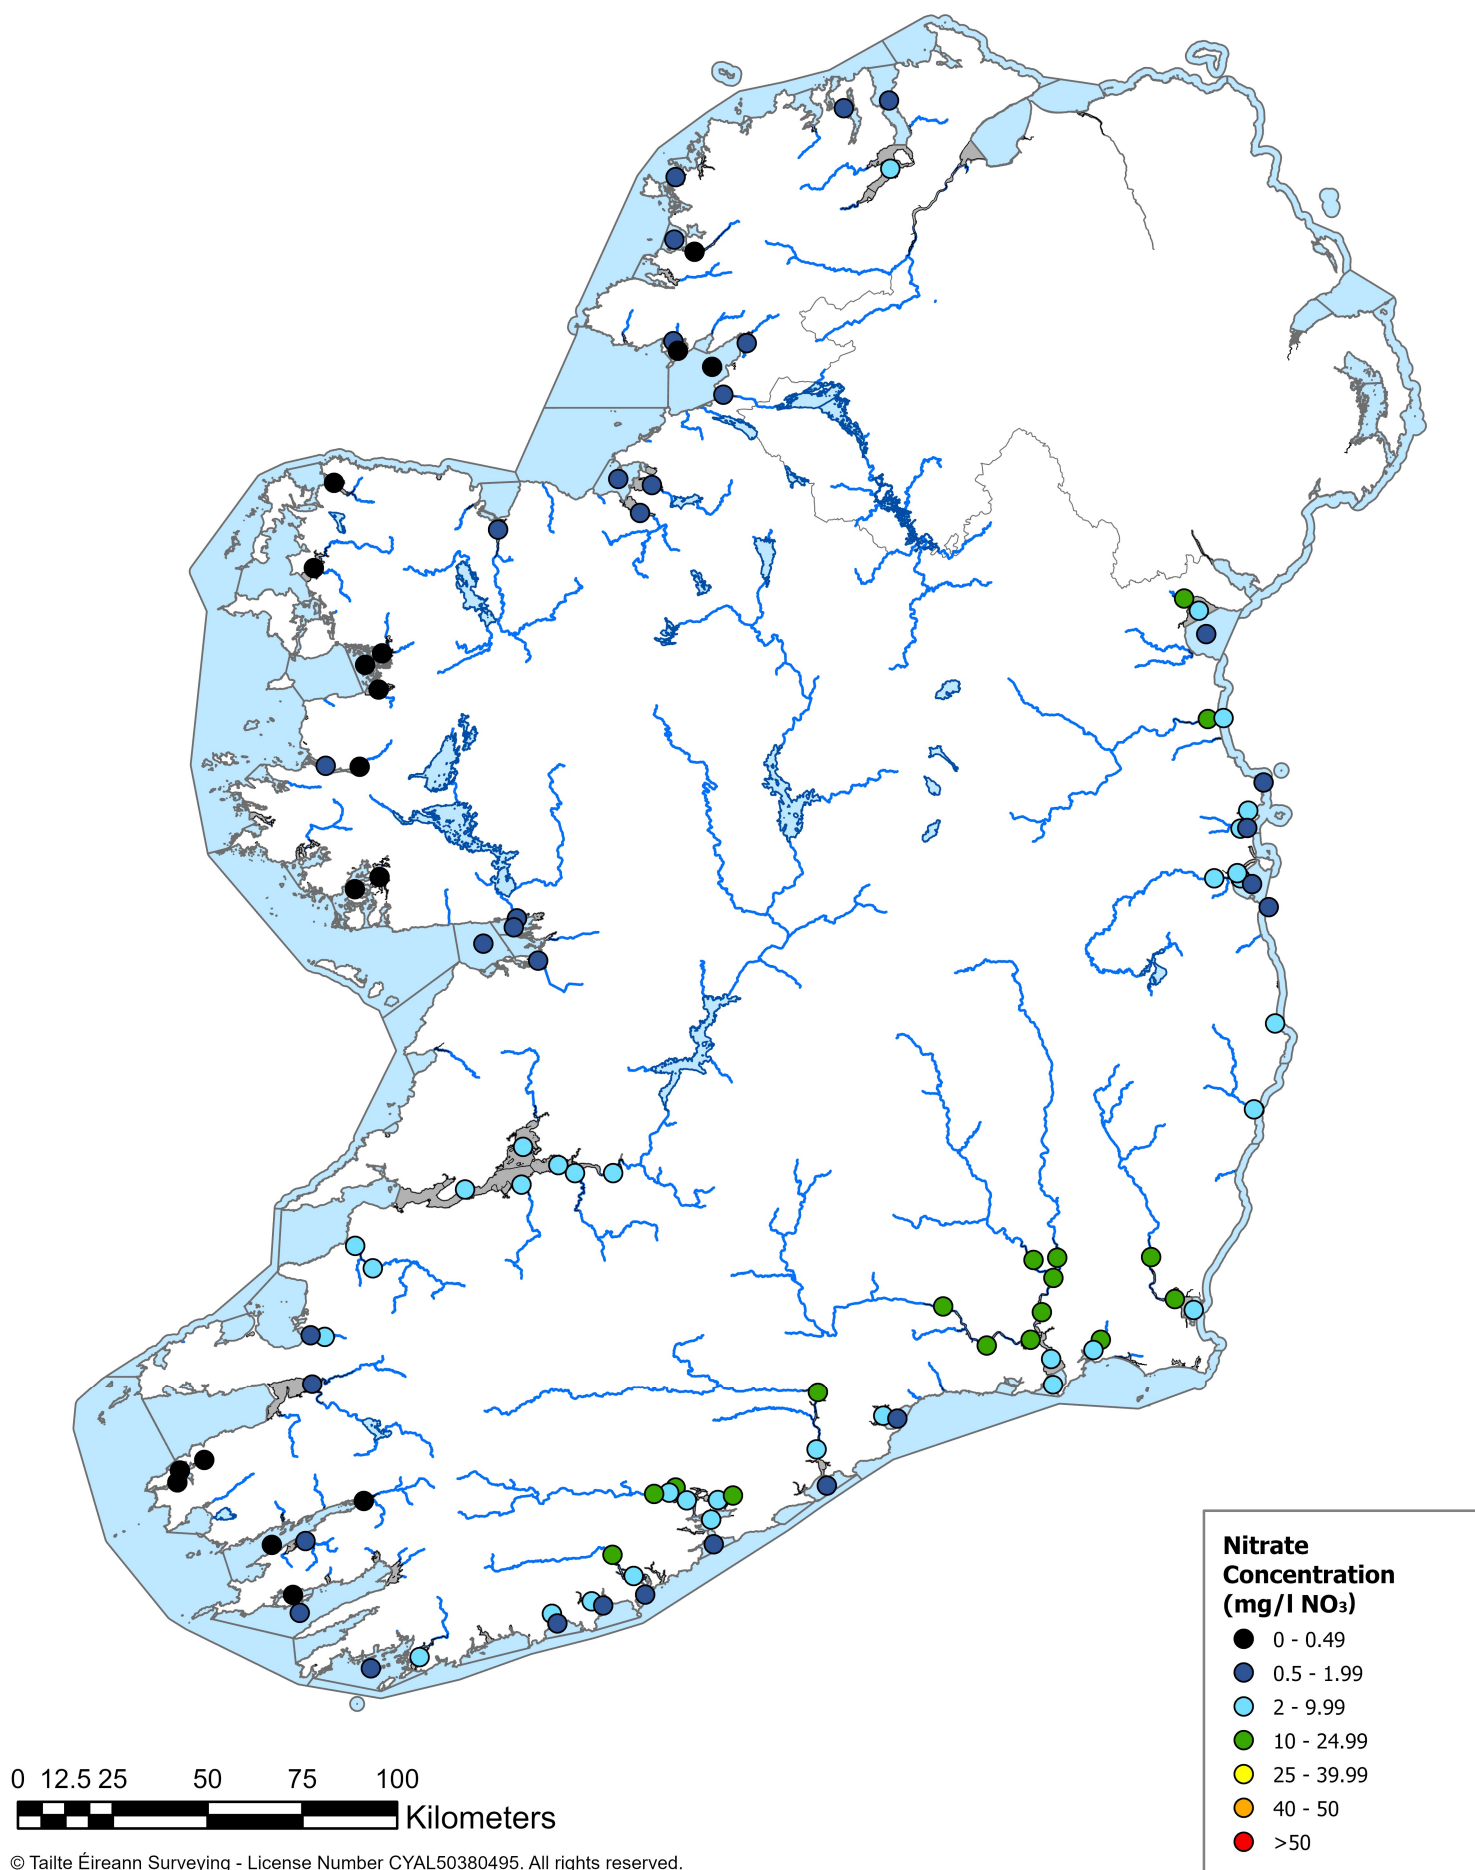 Nitrate
Concentration
(mg/l NO₃)
0 - 0.49
0.5 - 1.99
2 - 9.99
10 - 24.99
25 - 39.99
40 - 50
>50
0 12.5 25 50 75 100
Kilometers
© Tailte Éireann Surveying - License Number CYAL50380495. All rights reserved.